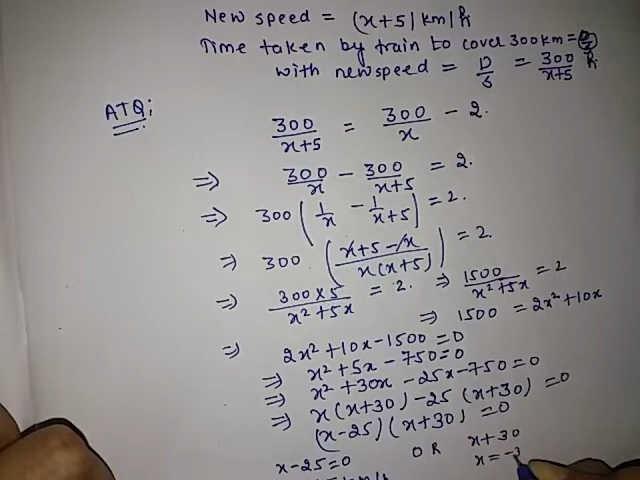 New speed = (x+5) km/h
Time taken by train to cover 300km =
with new speed = D/S = 300/x+5 h
ATQ;
300/x+5 = 300/x - 2.
⇒ 300/x - 300/x+5 = 2.
⇒ 300 (1/x - 1/x+5) = 2.
⇒ 300 (x+5-x/x(x+5)) = 2.
⇒ 300×5/x²+5x = 2. ⇒ 1500/x²+5x = 2
⇒ 1500 = 2x²+10x
⇒ 2x²+10x-1500=0
⇒ x²+5x-750=0
⇒ x²+30x-25x-750=0
⇒ x(x+30)-25(x+30)=0
(x-25)(x+30)=0
x-25=0 OR x+30
x=-
km/h